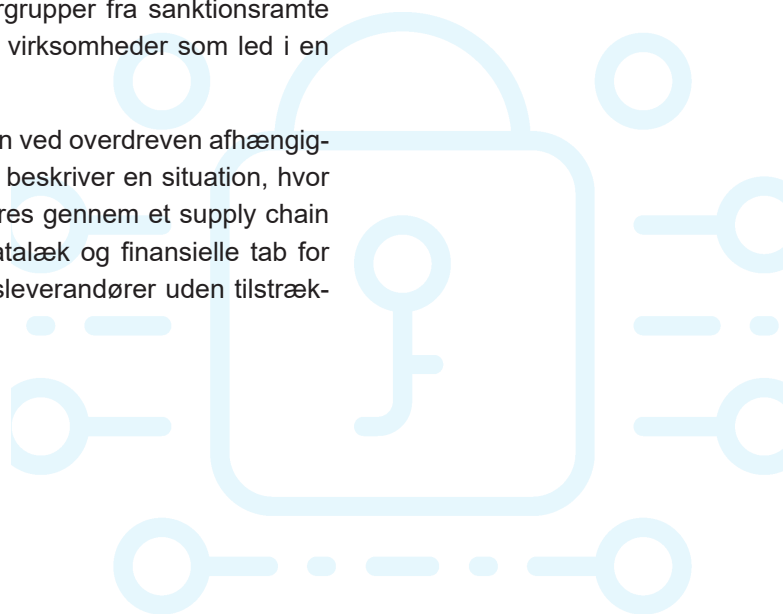 rgrupper fra sanktionsramte
virksomheder som led i en
n ved overdreven afhængig-
beskriver en situation, hvor
res gennem et supply chain
atalæk og finansielle tab for
sleverandører uden tilstræk-